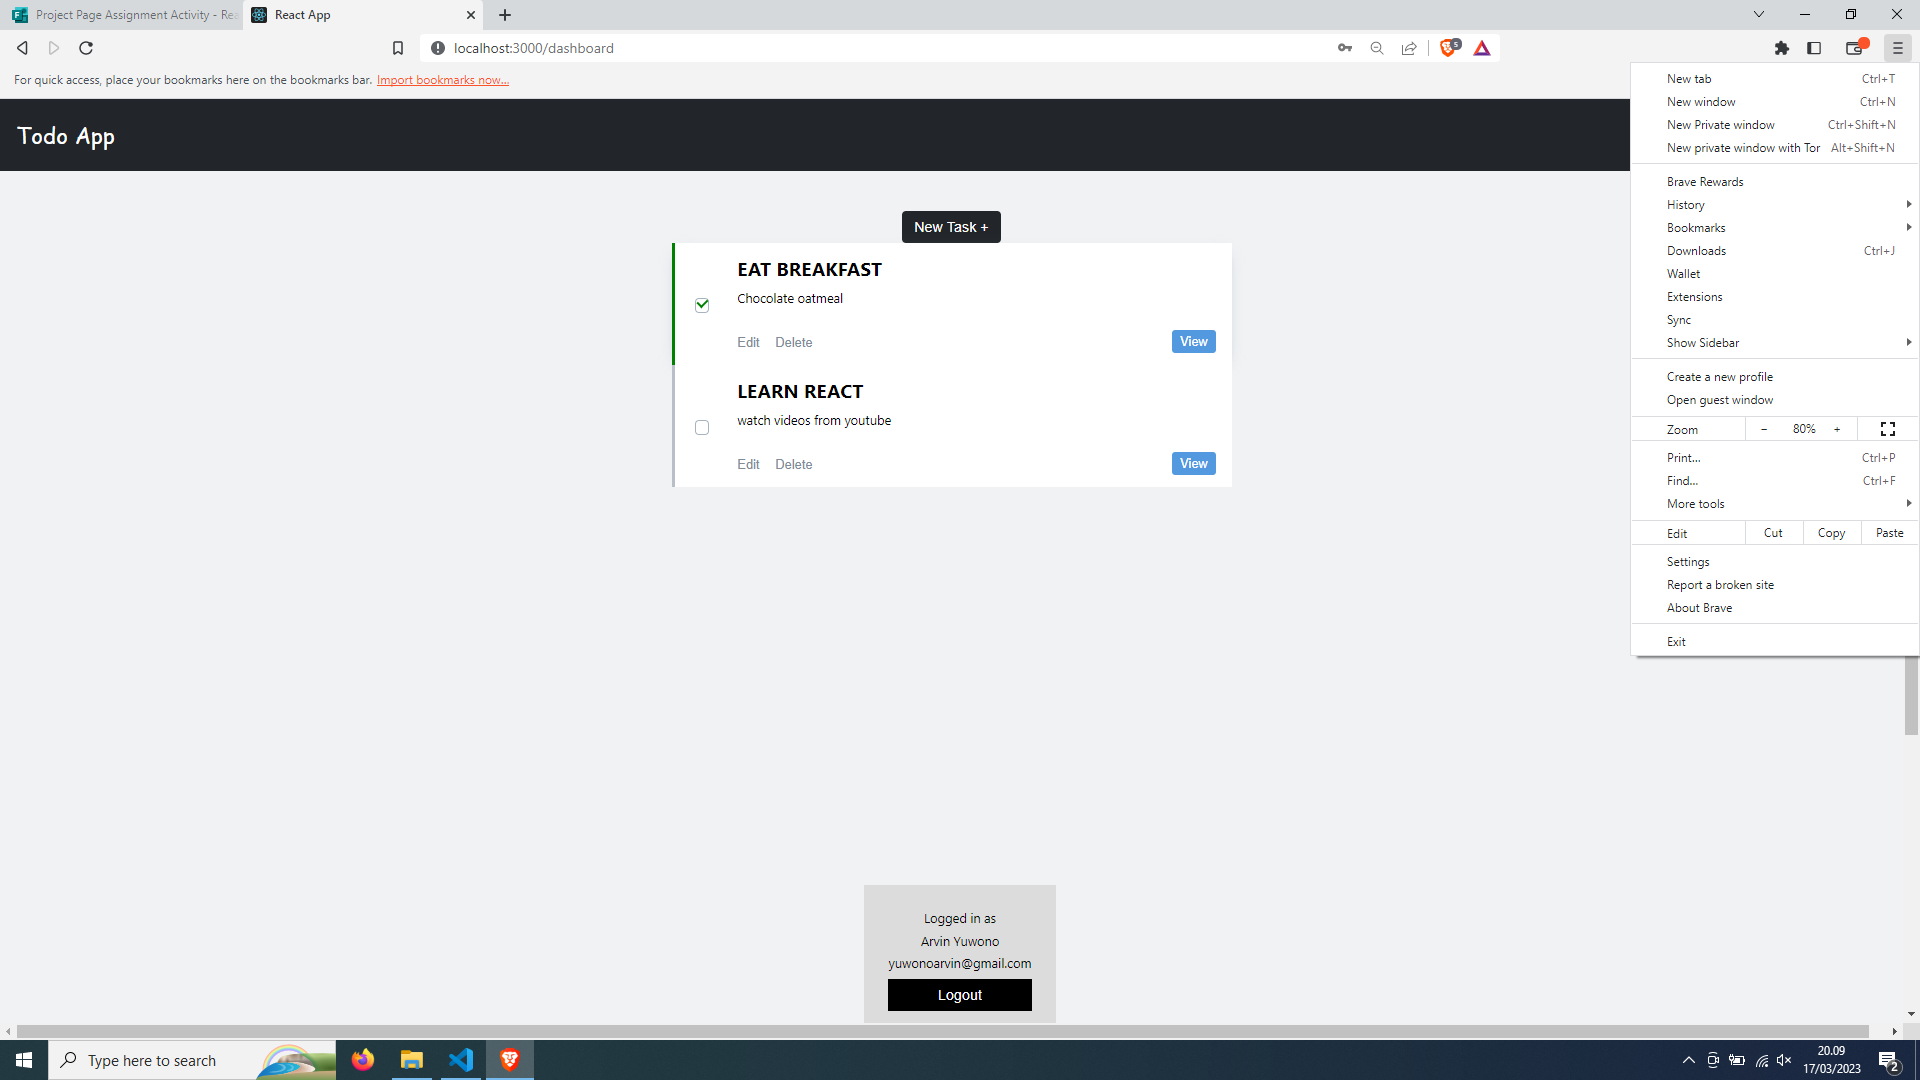 Project Page Assignment Activity - Rea
React App
localhost:3000/dashboard
5
For quick access, place your bookmarks here on the bookmarks bar. Import bookmarks now...
Todo App
New Task +
EAT BREAKFAST
Chocolate oatmeal
Edit Delete View
LEARN REACT
watch videos from youtube
Edit Delete View
Logged in as
Arvin Yuwono
yuwonoarvin@gmail.com
Logout
New tab Ctrl+T
New window Ctrl+N
New Private window Ctrl+Shift+N
New private window with Tor Alt+Shift+N
Brave Rewards
History
Bookmarks
Downloads Ctrl+J
Wallet
Extensions
Sync
Show Sidebar
Create a new profile
Open guest window
Zoom - 80% +
Print... Ctrl+P
Find... Ctrl+F
More tools
Edit Cut Copy Paste
Settings
Report a broken site
About Brave
Exit
Type here to search
20.09
17/03/2023
2